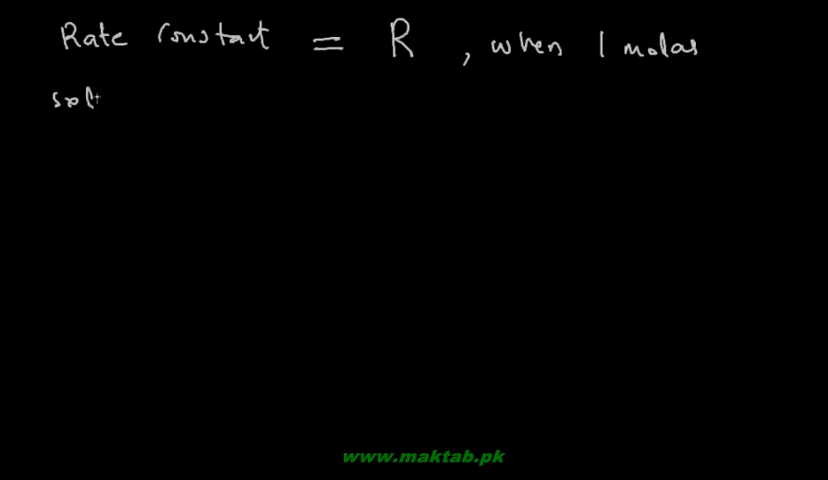 Rate constant = R , when 1 molar
sol
www.maktab.pk